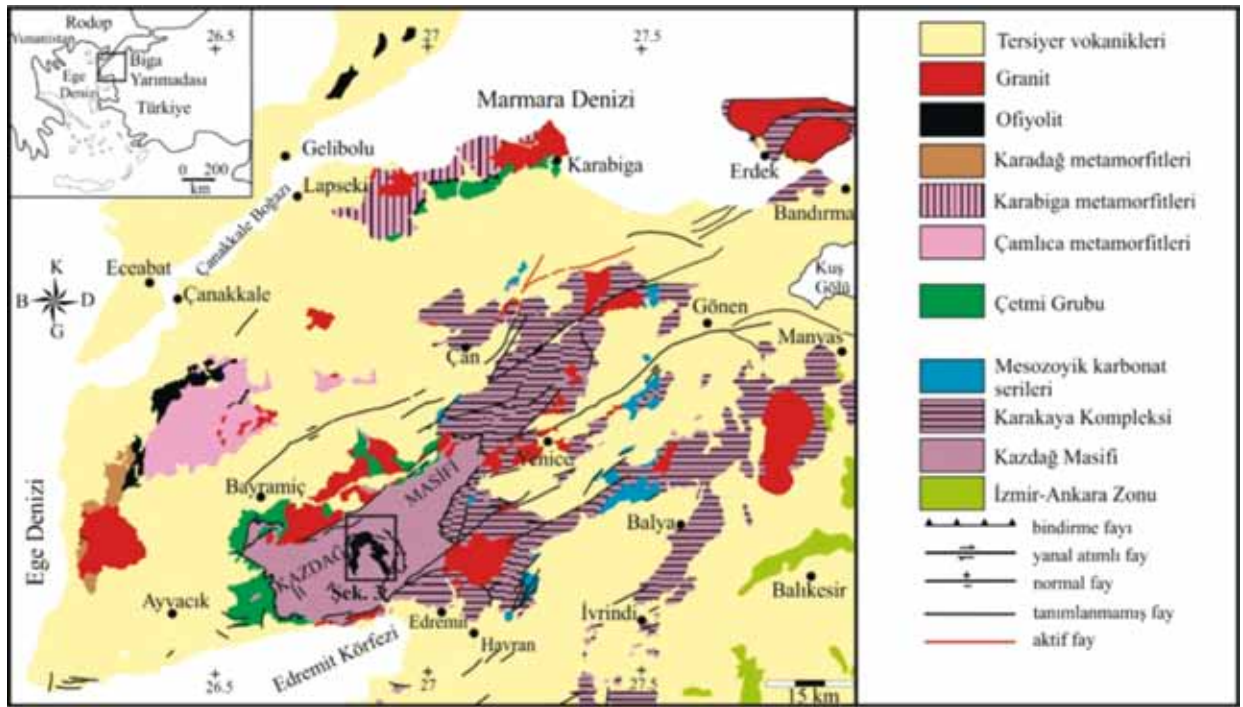 Rodop
Yunanistan
Ege
Denizi
Biga
Yarımadası
Türkiye
0 200
km
26.5
27
27.5
Marmara Denizi
Gelibolu
Lapseki
Karabiga
Erdek
Bandırma
Çanakkale Boğazı
Eceabat
Çanakkale
K
B D
G
Kuş
Gölü
Gönen
Manyas
Çan
Yenice
Bayramiç
KAZDAĞ
MASİFİ
Şek. 3
Balya
Balıkesir
Ege Denizi
Ayvacık
Edremit
Havran
İvrindi
Edremit Körfezi
26.5
27
27.5
15 km
Tersiyer vokanikleri
Granit
Ofiyolit
Karadağ metamorfitleri
Karabiga metamorfitleri
Çamlıca metamorfitleri
Çetmi Grubu
Mesozoyik karbonat
serileri
Karakaya Kompleksi
Kazdağ Masifi
İzmir-Ankara Zonu
bindirme fayı
yanal atımlı fay
normal fay
tanımlanmamış fay
aktif fay